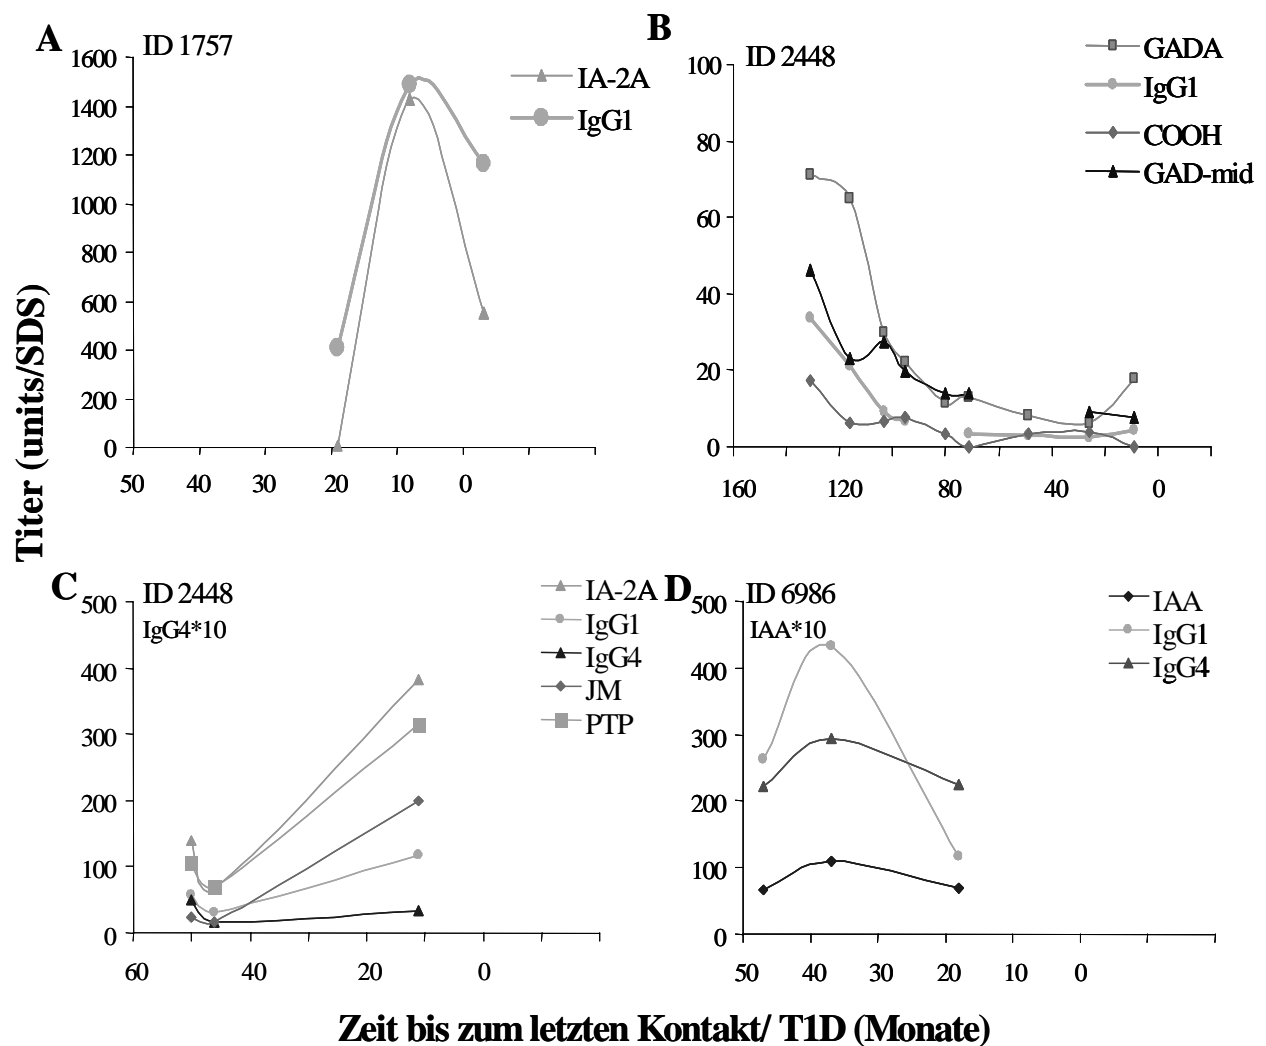 Titer (units/SDS)
A
ID 1757
1600
1400
1200
1000
800
600
400
200
0
50 40 30 20 10 0
IA-2A
IgG1
B
ID 2448
100
80
60
40
20
0
160 120 80 40 0
GADA
IgG1
COOH
GAD-mid
C
ID 2448
IgG4*10
500
400
300
200
100
0
60 40 20 0
IA-2A
IgG1
IgG4
JM
PTP
D
ID 6986
IAA*10
500
400
300
200
100
0
50 40 30 20 10 0
IAA
IgG1
IgG4
Zeit bis zum letzten Kontakt/ T1D (Monate)